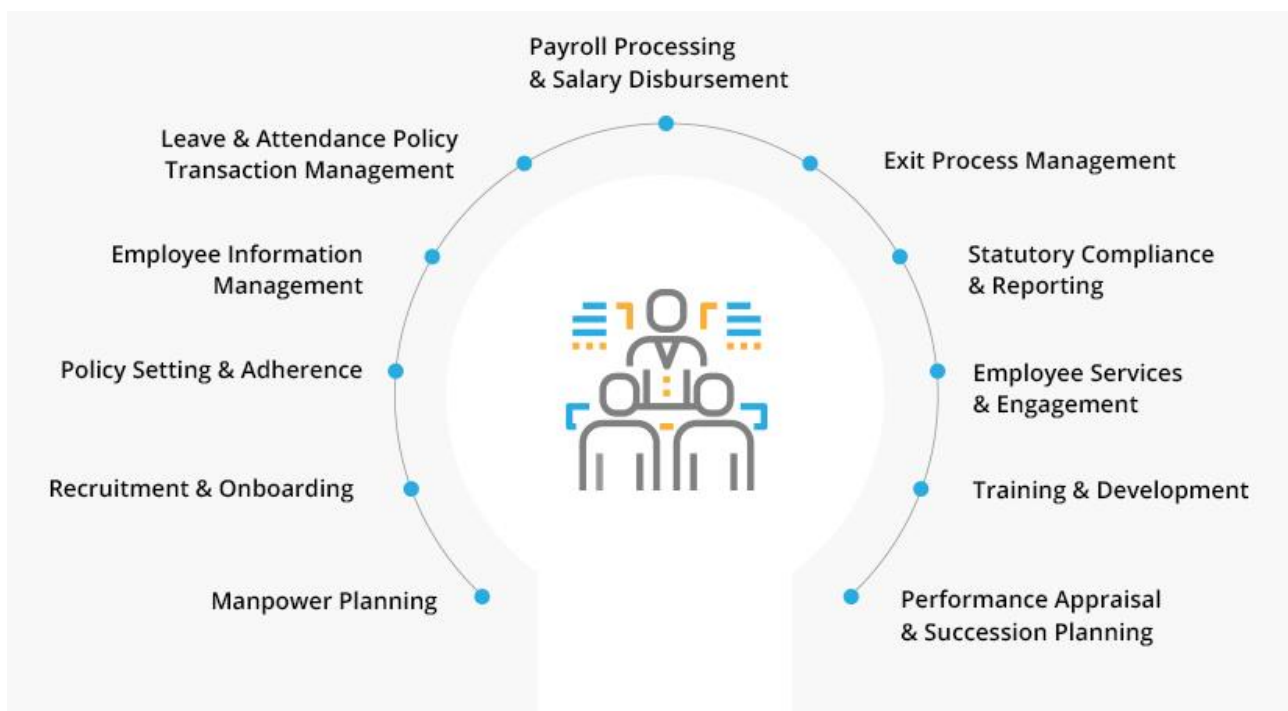 Payroll Processing
& Salary Disbursement
Leave & Attendance Policy
Transaction Management
Exit Process Management
Employee Information
Management
Statutory Compliance
& Reporting
Policy Setting & Adherence
Employee Services
& Engagement
Recruitment & Onboarding
Training & Development
Manpower Planning
Performance Appraisal
& Succession Planning